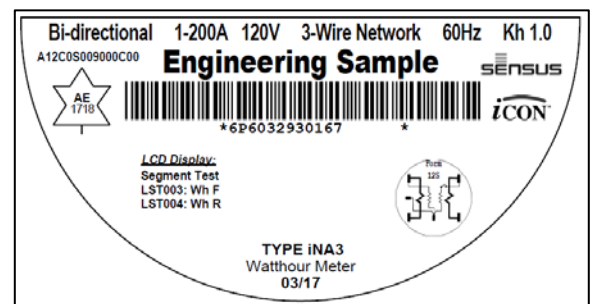 Bi-directional 1-200A 120V 3-Wire Network 60Hz Kh 1.0
A12C0S009000C00 Engineering Sample sensus
AE
1718
iCON
*6P6032930167 *
LCD Display:
Segment Test
LST003: Wh F
LST004: Wh R
Form
12S
TYPE iNA3
Watthour Meter
03/17